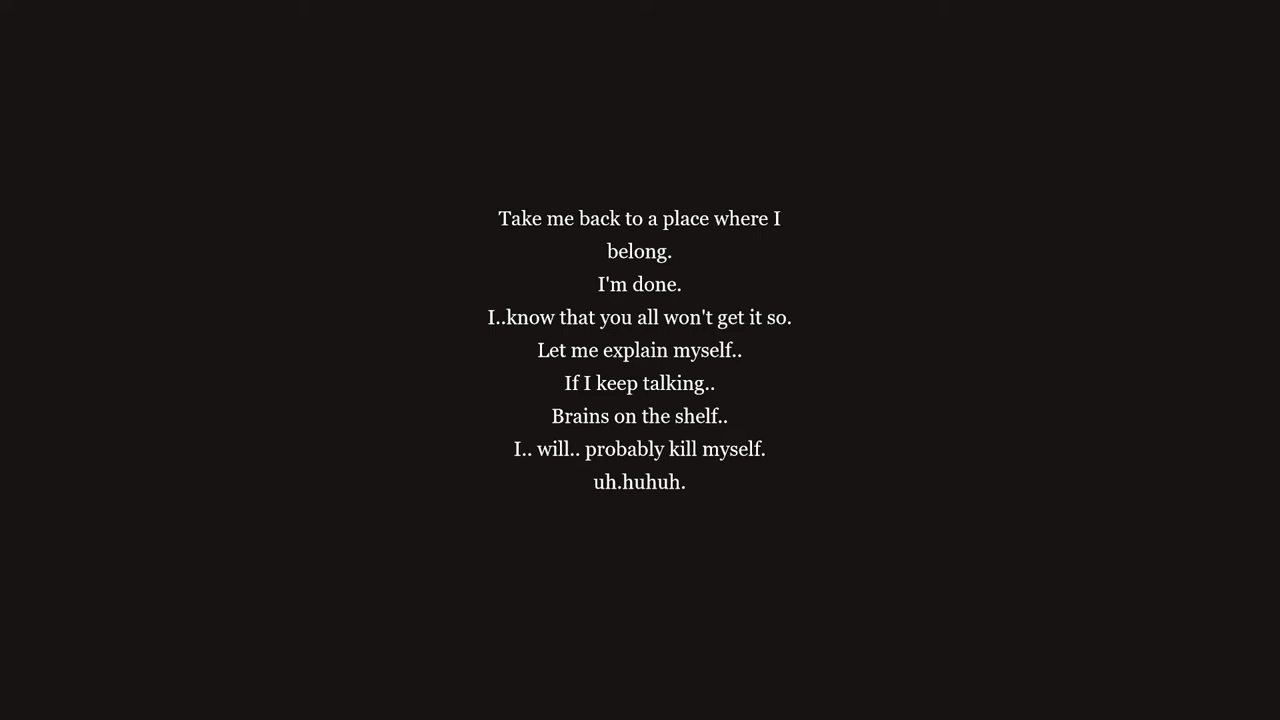 Take me back to a place where I
belong.
I'm done.
I..know that you all won't get it so.
Let me explain myself..
If I keep talking..
Brains on the shelf..
I.. will.. probably kill myself.
uh.huhuh.